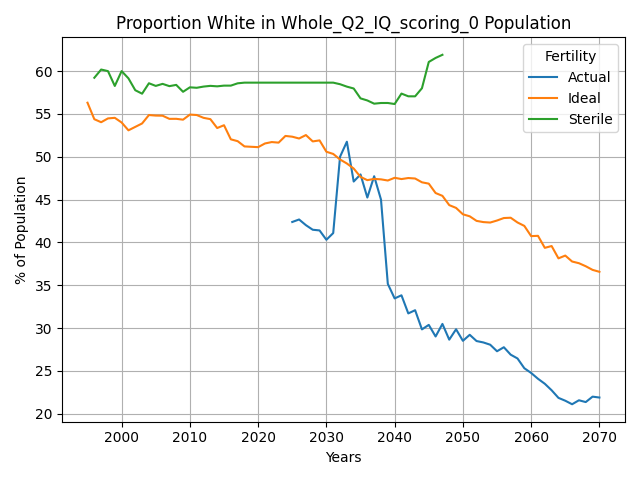 Proportion White in Whole_Q2_IQ_scoring_0 Population
Fertility
Actual
Ideal
Sterile
% of Population
60
55
50
45
40
35
30
25
20
2000
2010
2020
2030
2040
2050
2060
2070
Years